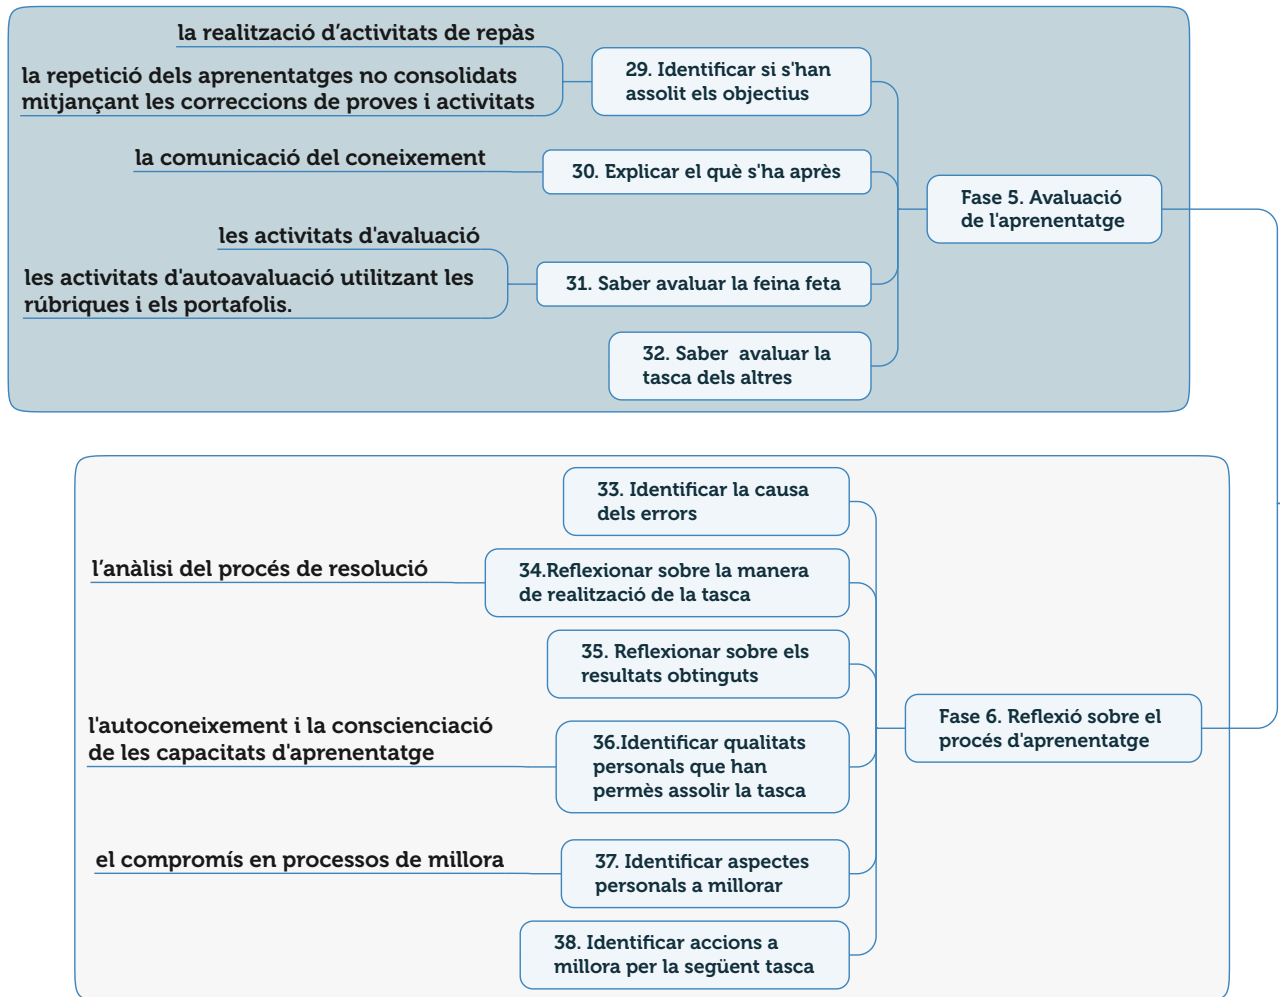 la realització d’activitats de repàs
la repetició dels aprenentatges no consolidats
mitjançant les correccions de proves i activitats
29. Identificar si s'han
assolit els objectius
la comunicació del coneixement
30. Explicar el què s'ha après
Fase 5. Avaluació
de l'aprenentatge
les activitats d'avaluació
les activitats d'autoavaluació utilitzant les
rúbriques i els portafolis.
31. Saber avaluar la feina feta
32. Saber  avaluar la
tasca dels altres
33. Identificar la causa
dels errors
l’anàlisi del procés de resolució
34.Reflexionar sobre la manera
de realització de la tasca
35. Reflexionar sobre els
resultats obtinguts
Fase 6. Reflexió sobre el
procés d'aprenentatge
l'autoconeixement i la conscienciació
de les capacitats d'aprenentatge
36.Identificar qualitats
personals que han
permès assolir la tasca
el compromís en processos de millora
37. Identificar aspectes
personals a millorar
38. Identificar accions a
millora per la següent tasca